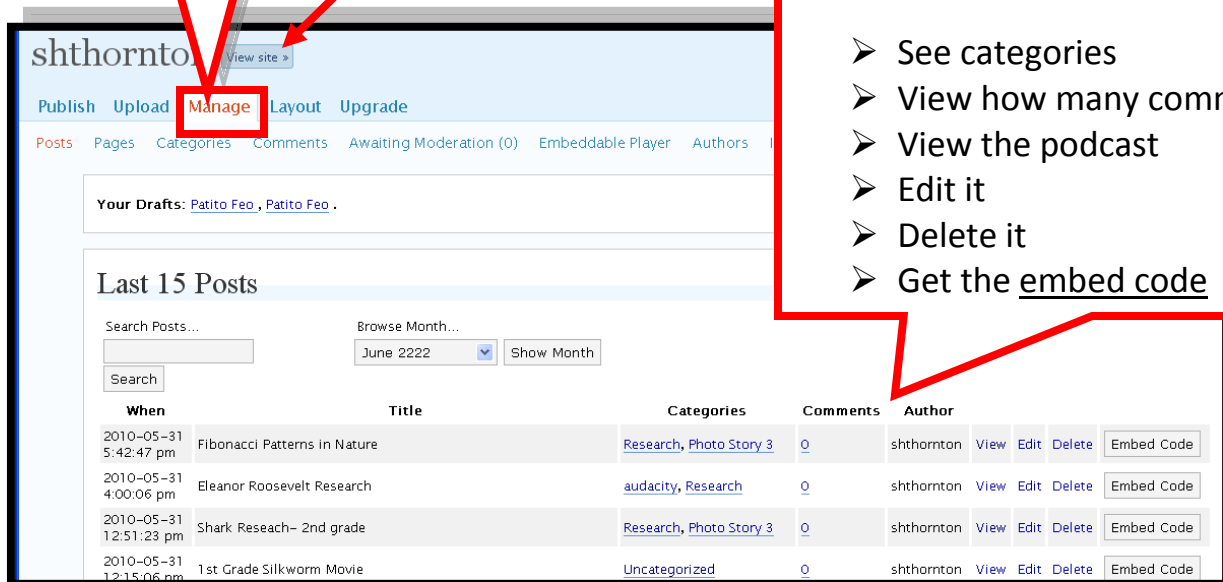 ➢ See categories
➢ View how many
➢ View the podcast
➢ Edit it
➢ Delete it
➢ Get the embed code
View site »
Publish Upload Manage Layout Upgrade
Posts Pages Categories Comments Awaiting Moderation (0) Embeddable Player Authors
Your Drafts: Patito Feo , Patito Feo .
Last 15 Posts
Search Posts... Browse Month...
June 2222 Show Month
Search
When Title Categories Comments Author
2010-05-31 5:42:47 pm Fibonacci Patterns in Nature Research, Photo Story 3 0 shthornton View Edit Delete Embed Code
2010-05-31 4:00:06 pm Eleanor Roosevelt Research audacity, Research 0 shthornton View Edit Delete Embed Code
2010-05-31 12:51:23 pm Shark Reseach- 2nd grade Research, Photo Story 3 0 shthornton View Edit Delete Embed Code
2010-05-31 12:15:06 pm 1st Grade Silkworm Movie Uncategorized 0 shthornton View Edit Delete Embed Code